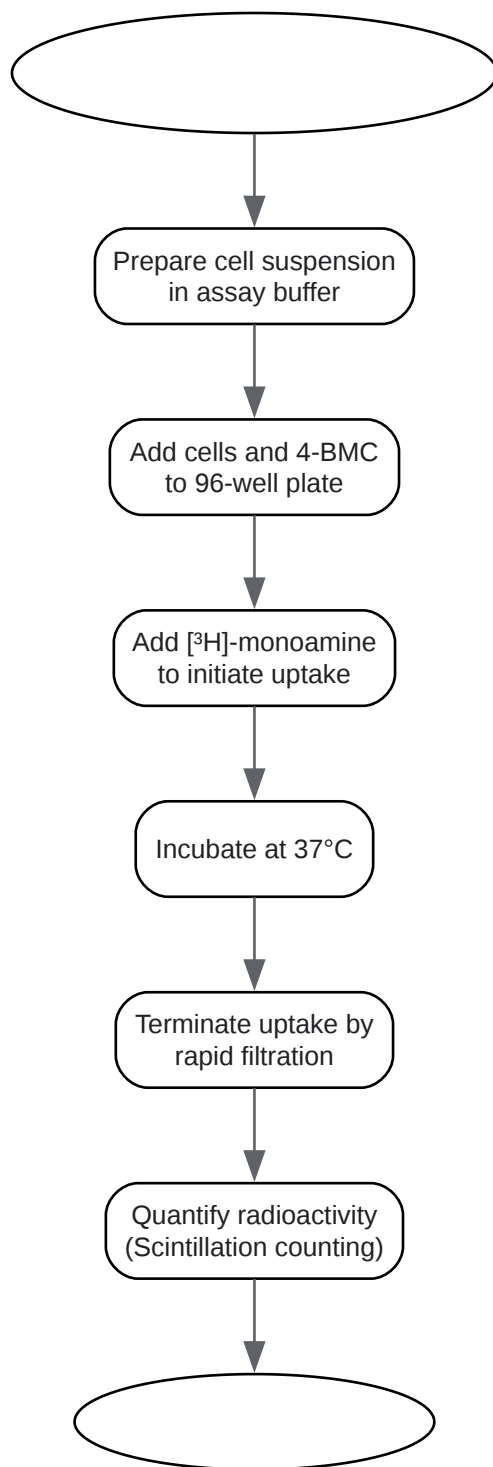 Prepare cell suspension
in assay buffer
Add cells and 4-BMC
to 96-well plate
Add [³H]-monoamine
to initiate uptake
Incubate at 37°C
Terminate uptake by
rapid filtration
Quantify radioactivity
(Scintillation counting)